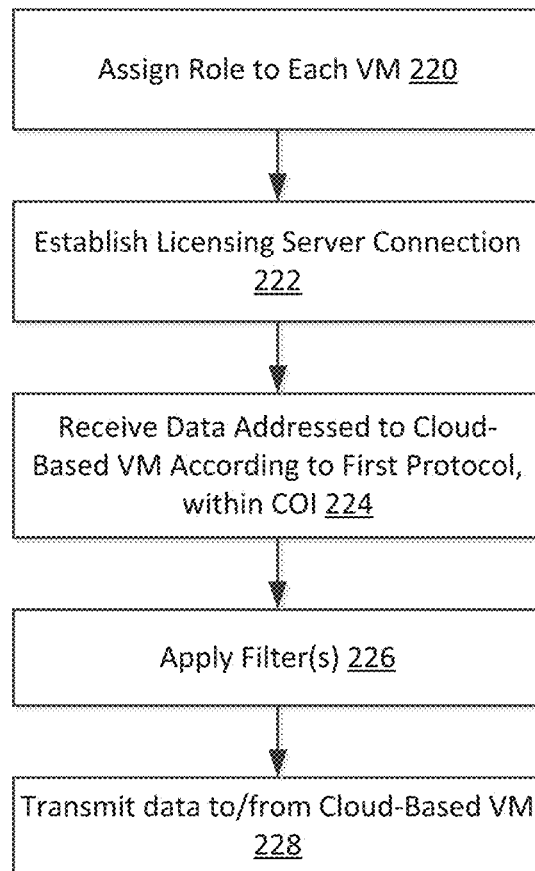 Assign Role to Each VM 220
Establish Licensing Server Connection
222
Receive Data Addressed to Cloud-
Based VM According to First Protocol,
within COI 224
Apply Filter(s) 226
Transmit data to/from Cloud-Based VM
228